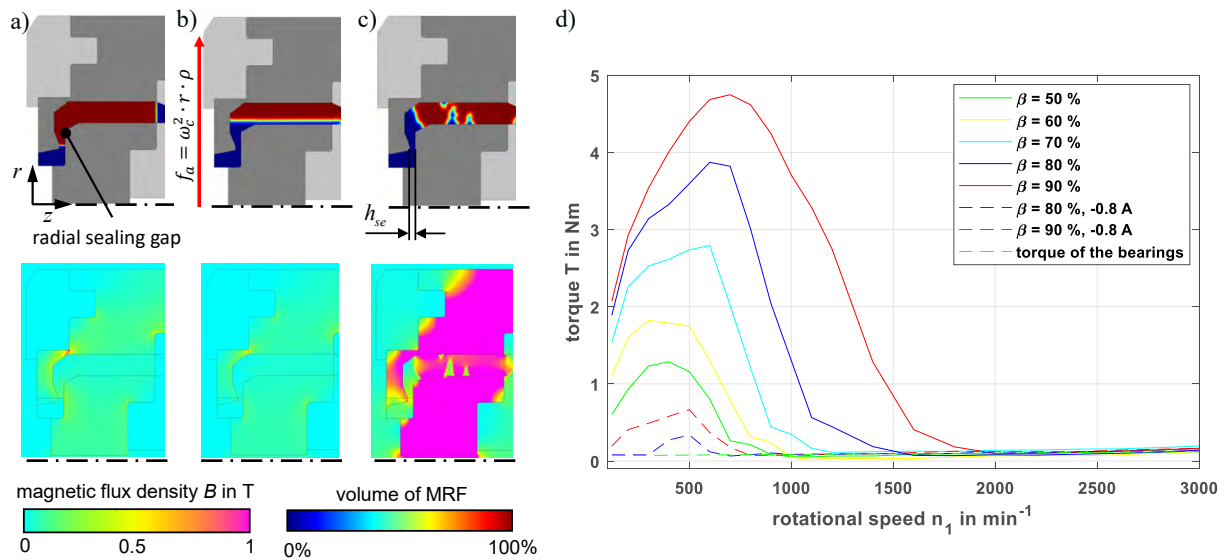 a)
b)
c)
d)
f_a = ω_c^2 · r · ρ
r
z
h_se
radial sealing gap
magnetic flux density B in T
0
0.5
1
volume of MRF
0%
100%
torque T in Nm
5
4
3
2
1
0
500
1000
1500
2000
2500
3000
rotational speed n_1 in min^-1
β = 50 %
β = 60 %
β = 70 %
β = 80 %
β = 90 %
β = 80 %, -0.8 A
β = 90 %, -0.8 A
torque of the bearings